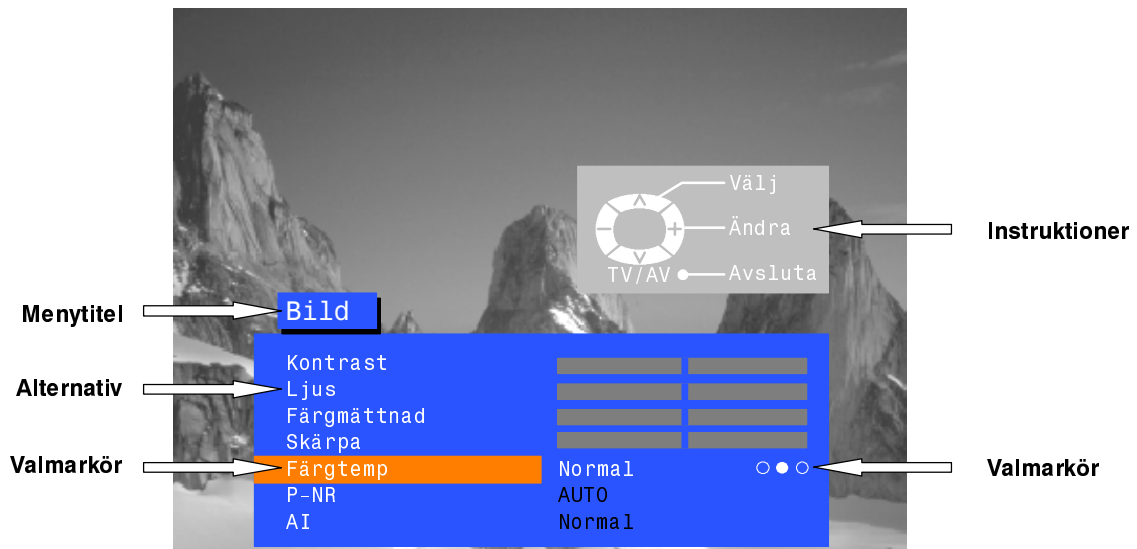 Välj
Ändra
Instruktioner
TV/AV
Avsluta
Menytitel
Bild
Kontrast
Alternativ
Ljus
Färgmättnad
Skärpa
Valmarkör
Färgtemp
Normal
Valmarkör
P-NR
AUTO
AI
Normal